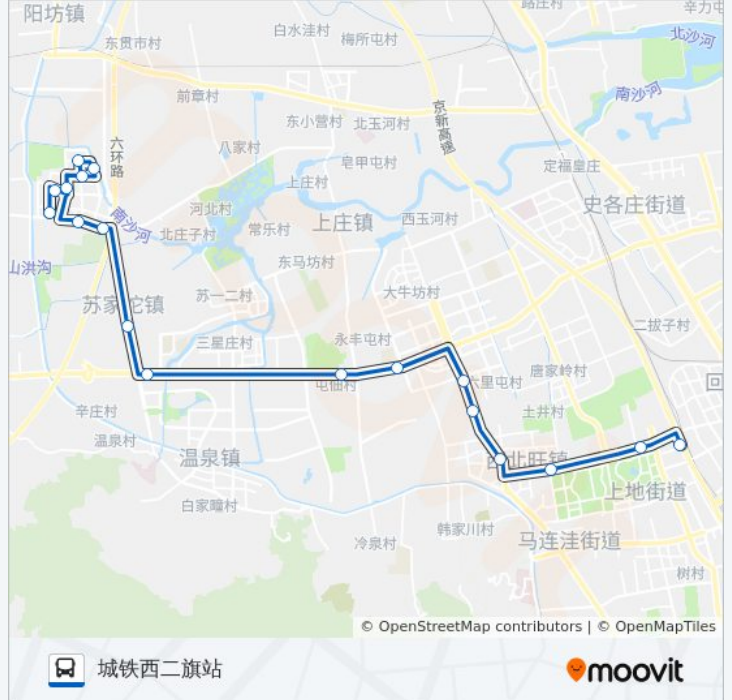 阳坊镇
路庄村
辛力屯
白水洼村
梅所屯村
北沙河
东贯市村
南沙河
前章村
京新高速
东小营村
北玉河村
六环路
八家村
皂甲屯村
定福皇庄
上庄村
史各庄街道
南沙河
河北村
上庄镇
西玉河村
北庄子村
常乐村
山洪沟
东马坊村
苏家坨镇
苏一二村
大牛坊村
二拨子村
三星庄村
永丰屯村
唐家岭村
六里屯村
回
屯佃村
辛庄村
土井村
温泉村
温泉镇
西北旺镇
上地街道
白家疃村
韩家川村
马连洼街道
冷泉村
树村
© OpenStreetMap contributors | © OpenMapTiles
城铁西二旗站
moovit